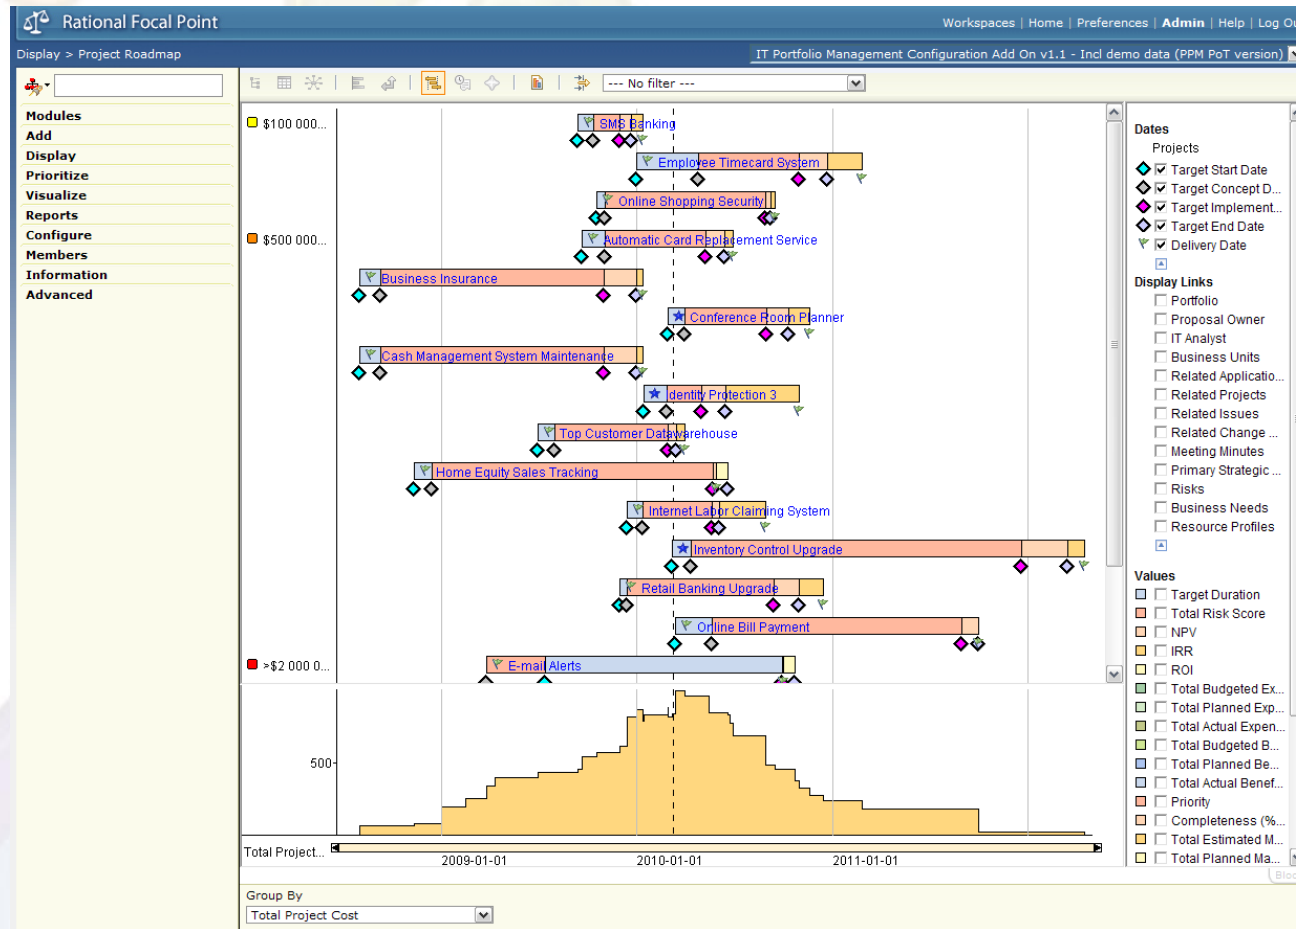 Rational Focal Point
Workspaces | Home | Preferences | Admin | Help | Log Ou
Display > Project Roadmap
IT Portfolio Management Configuration Add On v1.1 - Incl demo data (PPM PoT version)
--- No filter ---
Modules
Add
Display
Prioritize
Visualize
Reports
Configure
Members
Information
Advanced
$100 000...
SMS Banking
Employee Timecard System
Online Shopping Security
$500 000...
Automatic Card Replacement Service
Business Insurance
Conference Room Planner
Cash Management System Maintenance
Identity Protection 3
Top Customer Datawarehouse
Home Equity Sales Tracking
Internet Labor Claiming System
Inventory Control Upgrade
Retail Banking Upgrade
Online Bill Payment
>$2 000 0...
E-mail Alerts
500
Total Project...
2009-01-01
2010-01-01
2011-01-01
Group By
Total Project Cost
Dates
Projects
Target Start Date
Target Concept D...
Target Implement...
Target End Date
Delivery Date
Display Links
Portfolio
Proposal Owner
IT Analyst
Business Units
Related Applicatio...
Related Projects
Related Issues
Related Change ...
Meeting Minutes
Primary Strategic ...
Risks
Business Needs
Resource Profiles
Values
Target Duration
Total Risk Score
NPV
IRR
ROI
Total Budgeted Ex...
Total Planned Exp...
Total Actual Expen...
Total Budgeted B...
Total Planned Be...
Total Actual Benef...
Priority
Completeness (%...
Total Estimated M...
Total Planned Ma...
Bloc